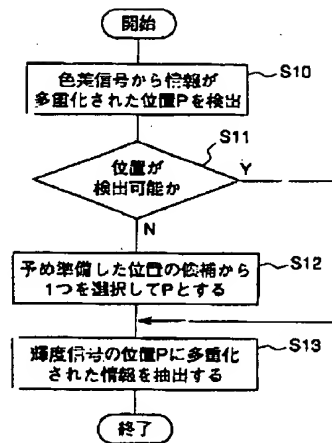 開始
S10
色差信号から情報が
多重化された位置Pを検出
S11
位置が
検出可能か
Y
N
S12
予め準備した位置の候補から
1つを選択してPとする
S13
輝度信号の位置Pに多重化
された情報を抽出する
終了